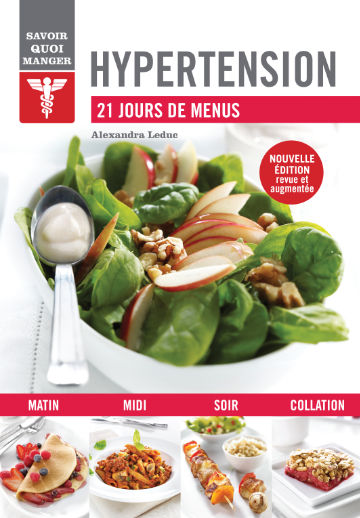 SAVOIR
QUOI
MANGER
HYPERTENSION
21 JOURS DE MENUS
Alexandra Leduc
NOUVELLE
ÉDITION
revue et
augmentée
MATIN
MIDI
SOIR
COLLATION